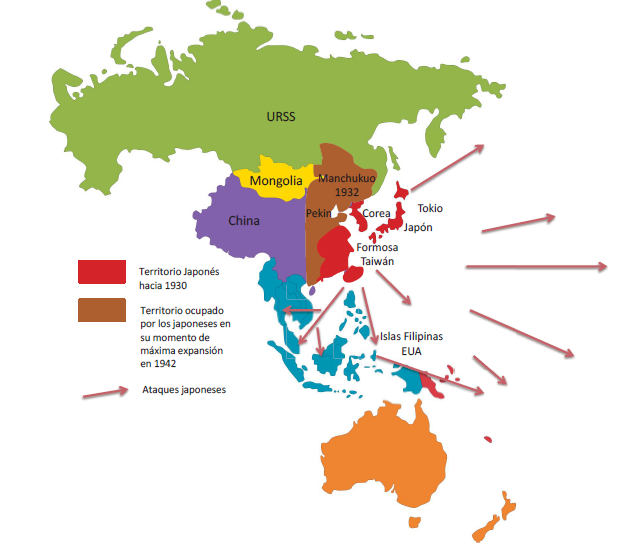 URSS
Mongolia
Manchukuo
1932
China
Pekin
Corea
Tokio
Japón
Formosa
Taiwán
Territorio Japonés
hacia 1930
Territorio ocupado
por los japoneses en
su momento de
máxima expansión
en 1942
Ataques japoneses
Islas Filipinas
EUA